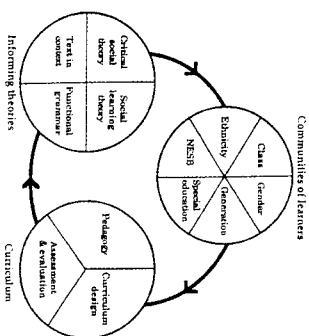 Communities of learners
Class
Gender
Ethnicity
Generation
NESB
Special
education
Critical
social
theory
Social
learning
theory
Text in
context
Functional
grammar
Informing theories
Pedagogy
Curriculum
design
Assessment
& evaluation
Curriculum